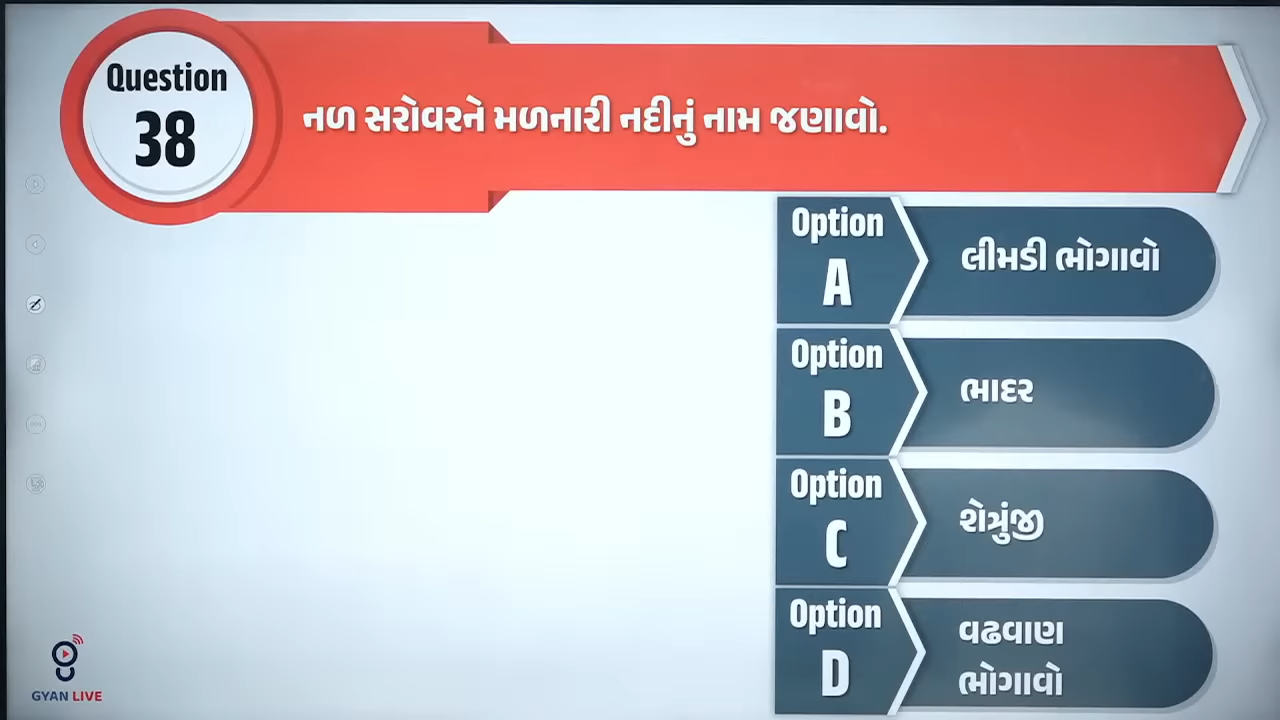 Question
38
નળ સરોવરને મળનારી નદીનું નામ જણાવો.
Option
A
લીમડી ભોગાવો
Option
B
ભાદર
Option
C
શેત્રુંજી
Option
D
વઢવાણ
ભોગાવો
GYAN LIVE